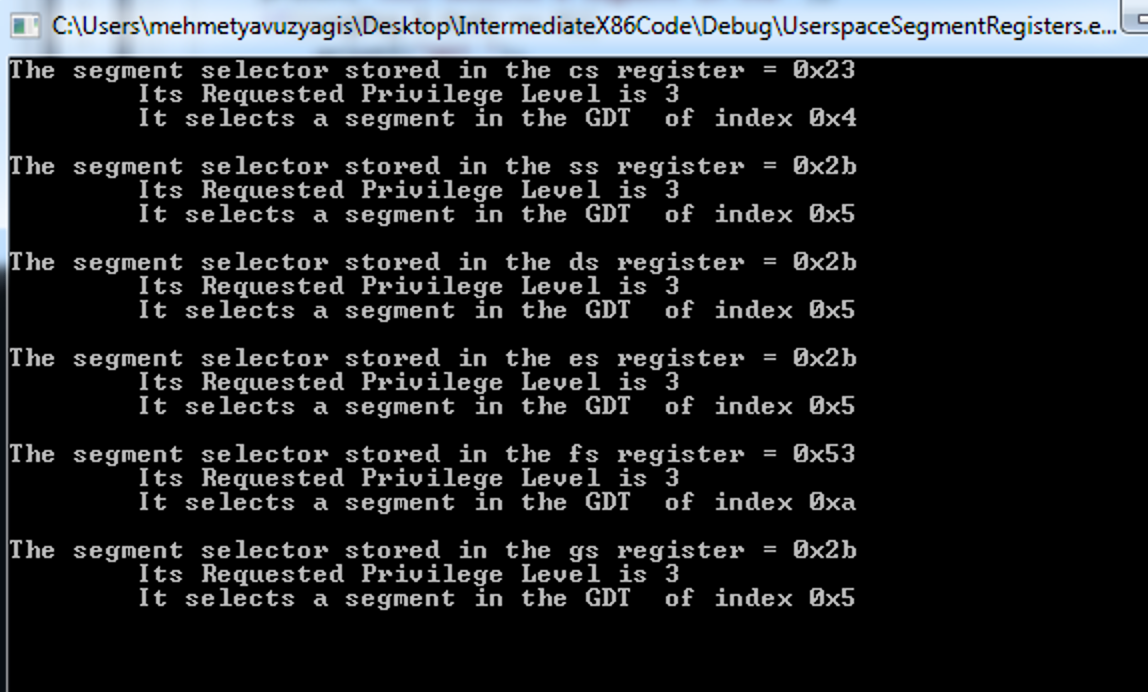 C:\Users\mehmetyavuzyagis\Desktop\IntermediateX86Code\Debug\UserspaceSegmentRegisters.e...
The segment selector stored in the cs register = 0x23
Its Requested Privilege Level is 3
It selects a segment in the GDT  of index 0x4
The segment selector stored in the ss register = 0x2b
Its Requested Privilege Level is 3
It selects a segment in the GDT  of index 0x5
The segment selector stored in the ds register = 0x2b
Its Requested Privilege Level is 3
It selects a segment in the GDT  of index 0x5
The segment selector stored in the es register = 0x2b
Its Requested Privilege Level is 3
It selects a segment in the GDT  of index 0x5
The segment selector stored in the fs register = 0x53
Its Requested Privilege Level is 3
It selects a segment in the GDT  of index 0xa
The segment selector stored in the gs register = 0x2b
Its Requested Privilege Level is 3
It selects a segment in the GDT  of index 0x5